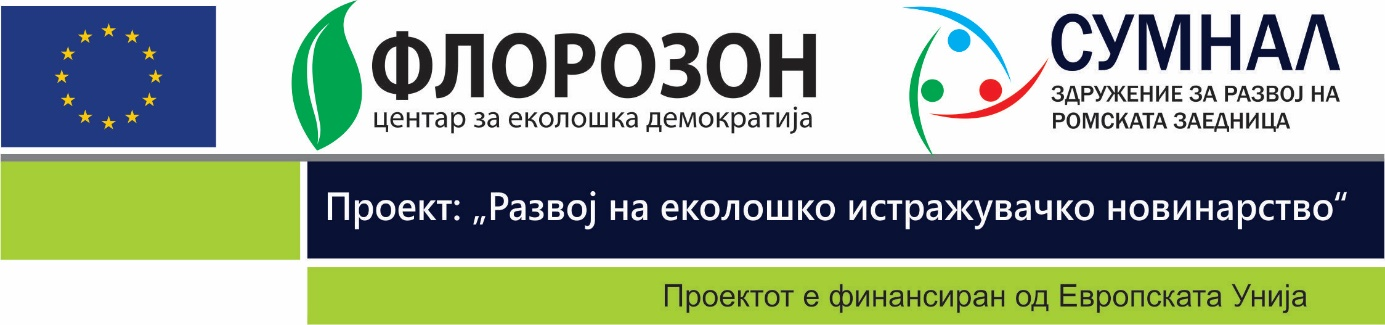 ФЛОРОЗОН
центар за еколошка демократија
СУМНАЛ
ЗДРУЖЕНИЕ ЗА РАЗВОЈ НА
РОМСКАТА ЗАЕДНИЦА
Проект: „Развој на еколошко истражувачко новинарство“
Проектот е финансиран од Европската Унија